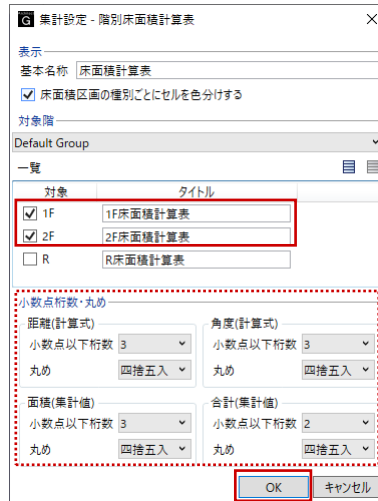 G 集計設定 - 階別床面積計算表
表示
基本名称 床面積計算表
床面積区画の種別ごとにセルを色分けする
対象階
Default Group
一覧
対象 タイトル
1F 1F床面積計算表
2F 2F床面積計算表
R R床面積計算表
小数点桁数・丸め
距離(計算式)
小数点以下桁数 3
丸め 四捨五入
角度(計算式)
小数点以下桁数 3
丸め 四捨五入
面積(集計値)
小数点以下桁数 3
丸め 四捨五入
合計(集計値)
小数点以下桁数 2
丸め 四捨五入
OK キャンセル